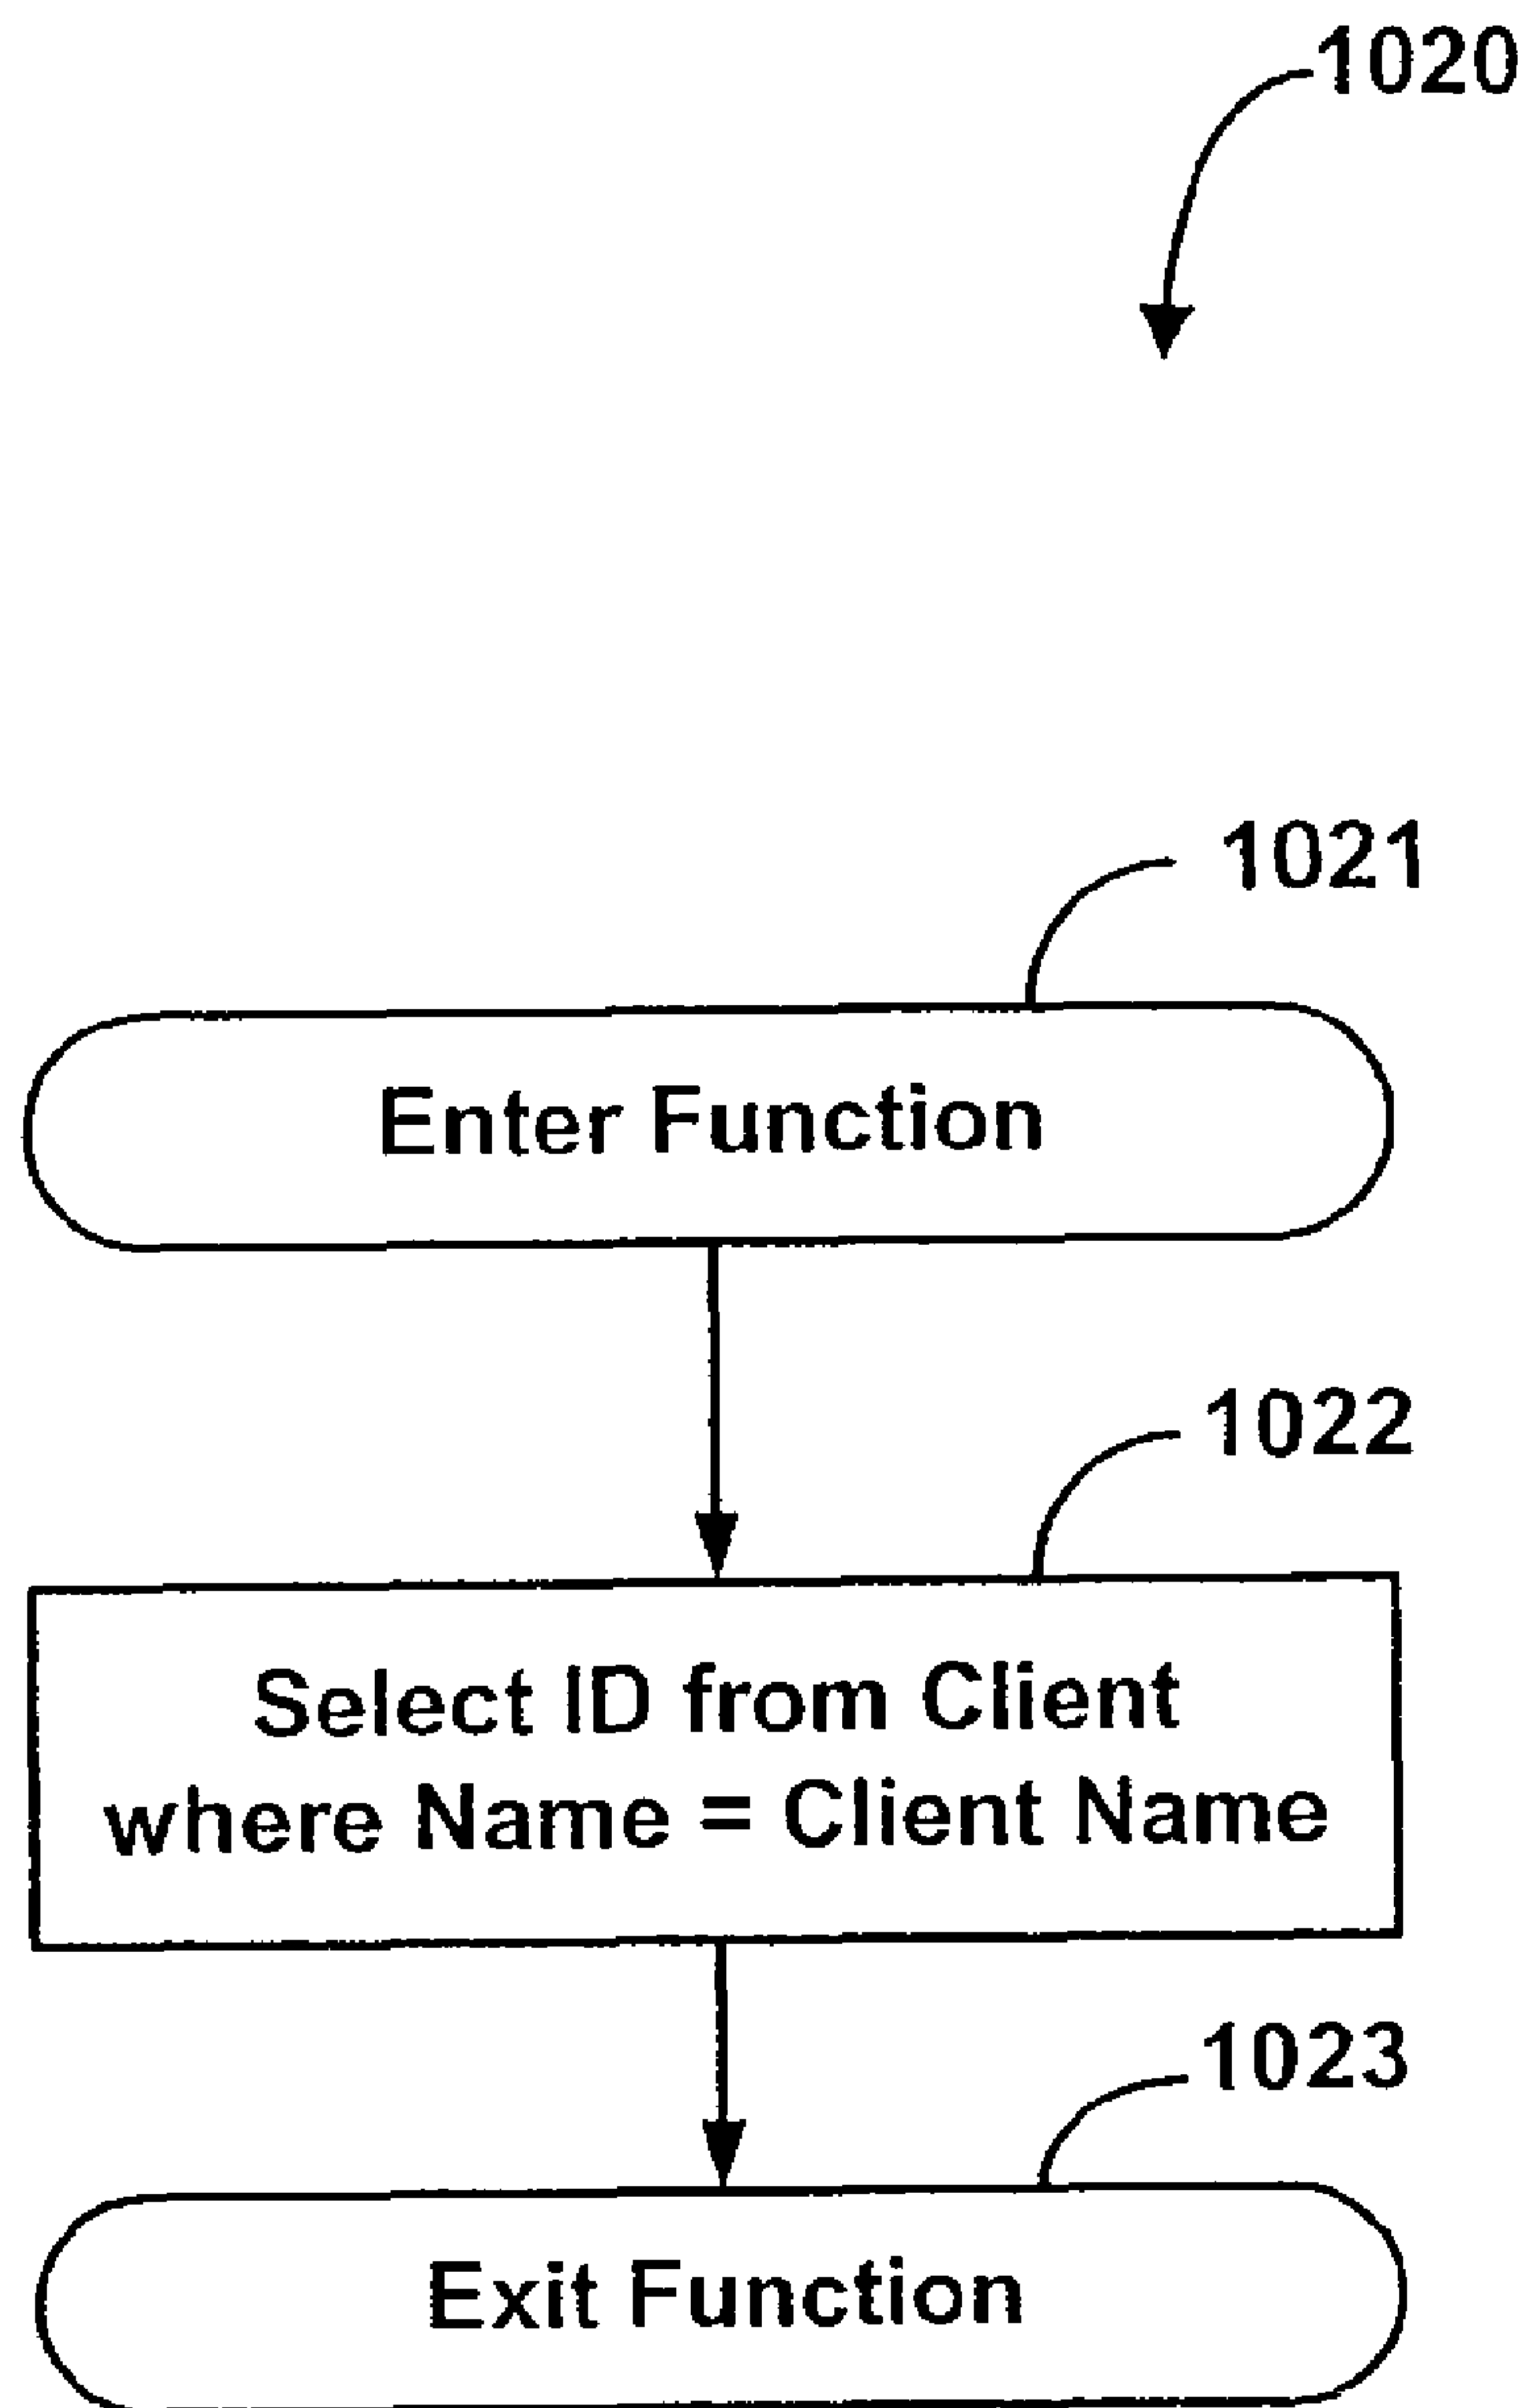 1020
1021
Enter Function
1022
Select ID from Client
where Name = Client Name
1023
Exit Function